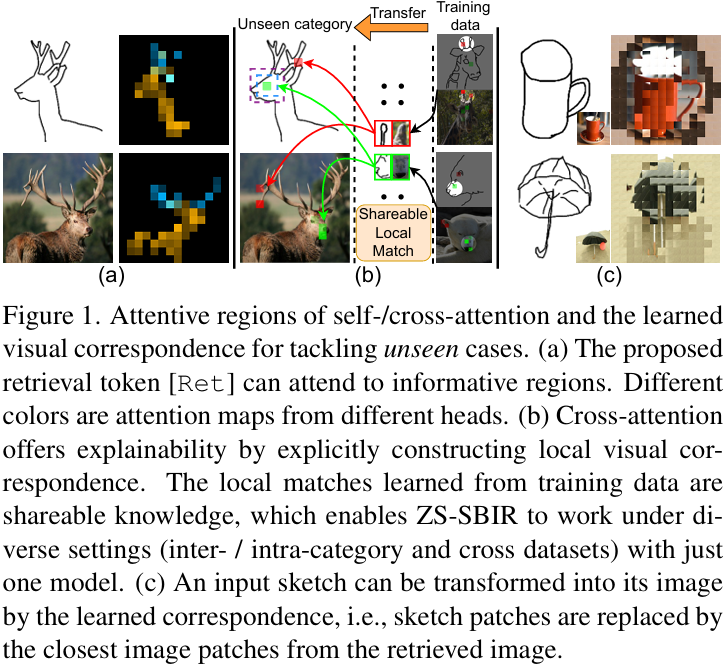 Unseen category
Transfer
Training
data
Shareable
Local
Match
(a)
(b)
(c)
Figure 1. Attentive regions of self-/cross-attention and the learned
visual correspondence for tackling unseen cases. (a) The proposed
retrieval token [Ret] can attend to informative regions. Different
colors are attention maps from different heads. (b) Cross-attention
offers explainability by explicitly constructing local visual cor-
respondence. The local matches learned from training data are
shareable knowledge, which enables ZS-SBIR to work under di-
verse settings (inter- / intra-category and cross datasets) with just
one model. (c) An input sketch can be transformed into its image
by the learned correspondence, i.e., sketch patches are replaced by
the closest image patches from the retrieved image.